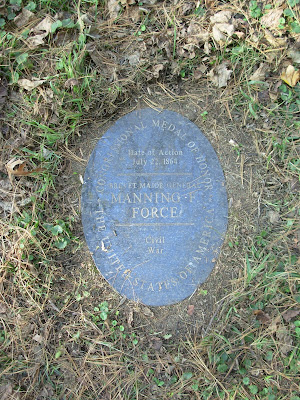 CONGRESSIONAL MEDAL OF HONOR
Date of Action
July 22, 1864
BREVET MAJOR GENERAL
MANNING F.
FORCE
Civil
War
THE UNITED STATES OF AMERICA